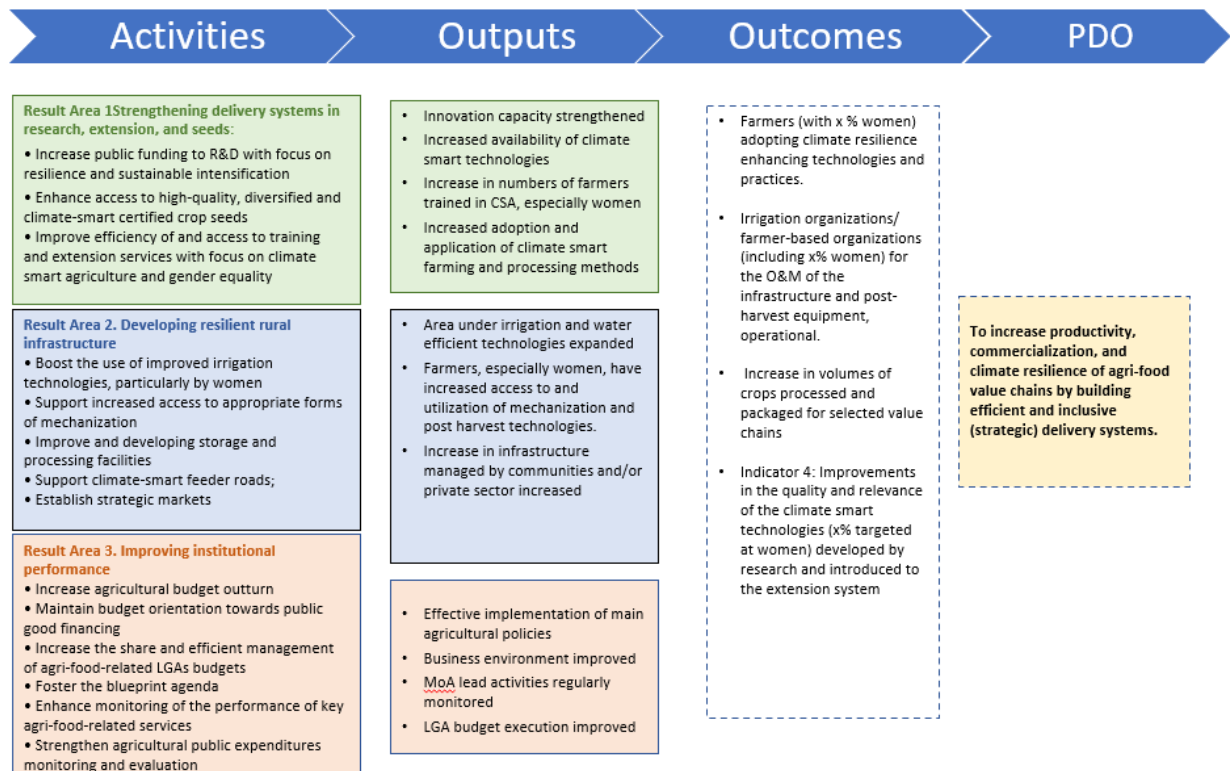 Activities
Outputs
Outcomes
PDO
Result Area 1Strengthening delivery systems in
research, extension, and seeds:
• Increase public funding to R&D with focus on
resilience and sustainable intensification
• Enhance access to high-quality, diversified and
climate-smart certified crop seeds
• Improve efficiency of and access to training
and extension services with focus on climate
smart agriculture and gender equality
Result Area 2. Developing resilient rural
infrastructure
• Boost the use of improved irrigation
technologies, particularly by women
• Support increased access to appropriate forms
of mechanization
• Improve and developing storage and
processing facilities
• Support climate-smart feeder roads;
• Establish strategic markets
Result Area 3. Improving institutional
performance
• Increase agricultural budget outturn
• Maintain budget orientation towards public
good financing
• Increase the share and efficient management
of agri-food-related LGAs budgets
• Foster the blueprint agenda
• Enhance monitoring of the performance of key
agri-food-related services
• Strengthen agricultural public expenditures
monitoring and evaluation
• Innovation capacity strengthened
• Increased availability of climate
smart technologies
• Increase in numbers of farmers
trained in CSA, especially women
• Increased adoption and
application of climate smart
farming and processing methods
• Area under irrigation and water
efficient technologies expanded
• Farmers, especially women, have
increased access to and
utilization of mechanization and
post harvest technologies.
• Increase in infrastructure
managed by communities and/or
private sector increased
• Effective implementation of main
agricultural policies
• Business environment improved
• MoA lead activities regularly
monitored
• LGA budget execution improved
• Farmers (with x % women)
adopting climate resilience
enhancing technologies and
practices.
• Irrigation organizations/
farmer-based organizations
(including x% women) for
the O&M of the
infrastructure and post-
harvest equipment,
operational.
• Increase in volumes of
crops processed and
packaged for selected value
chains
• Indicator 4: Improvements
in the quality and relevance
of the climate smart
technologies (x% targeted
at women) developed by
research and introduced to
the extension system
To increase productivity,
commercialization, and
climate resilience of agri-food
value chains by building
efficient and inclusive
(strategic) delivery systems.